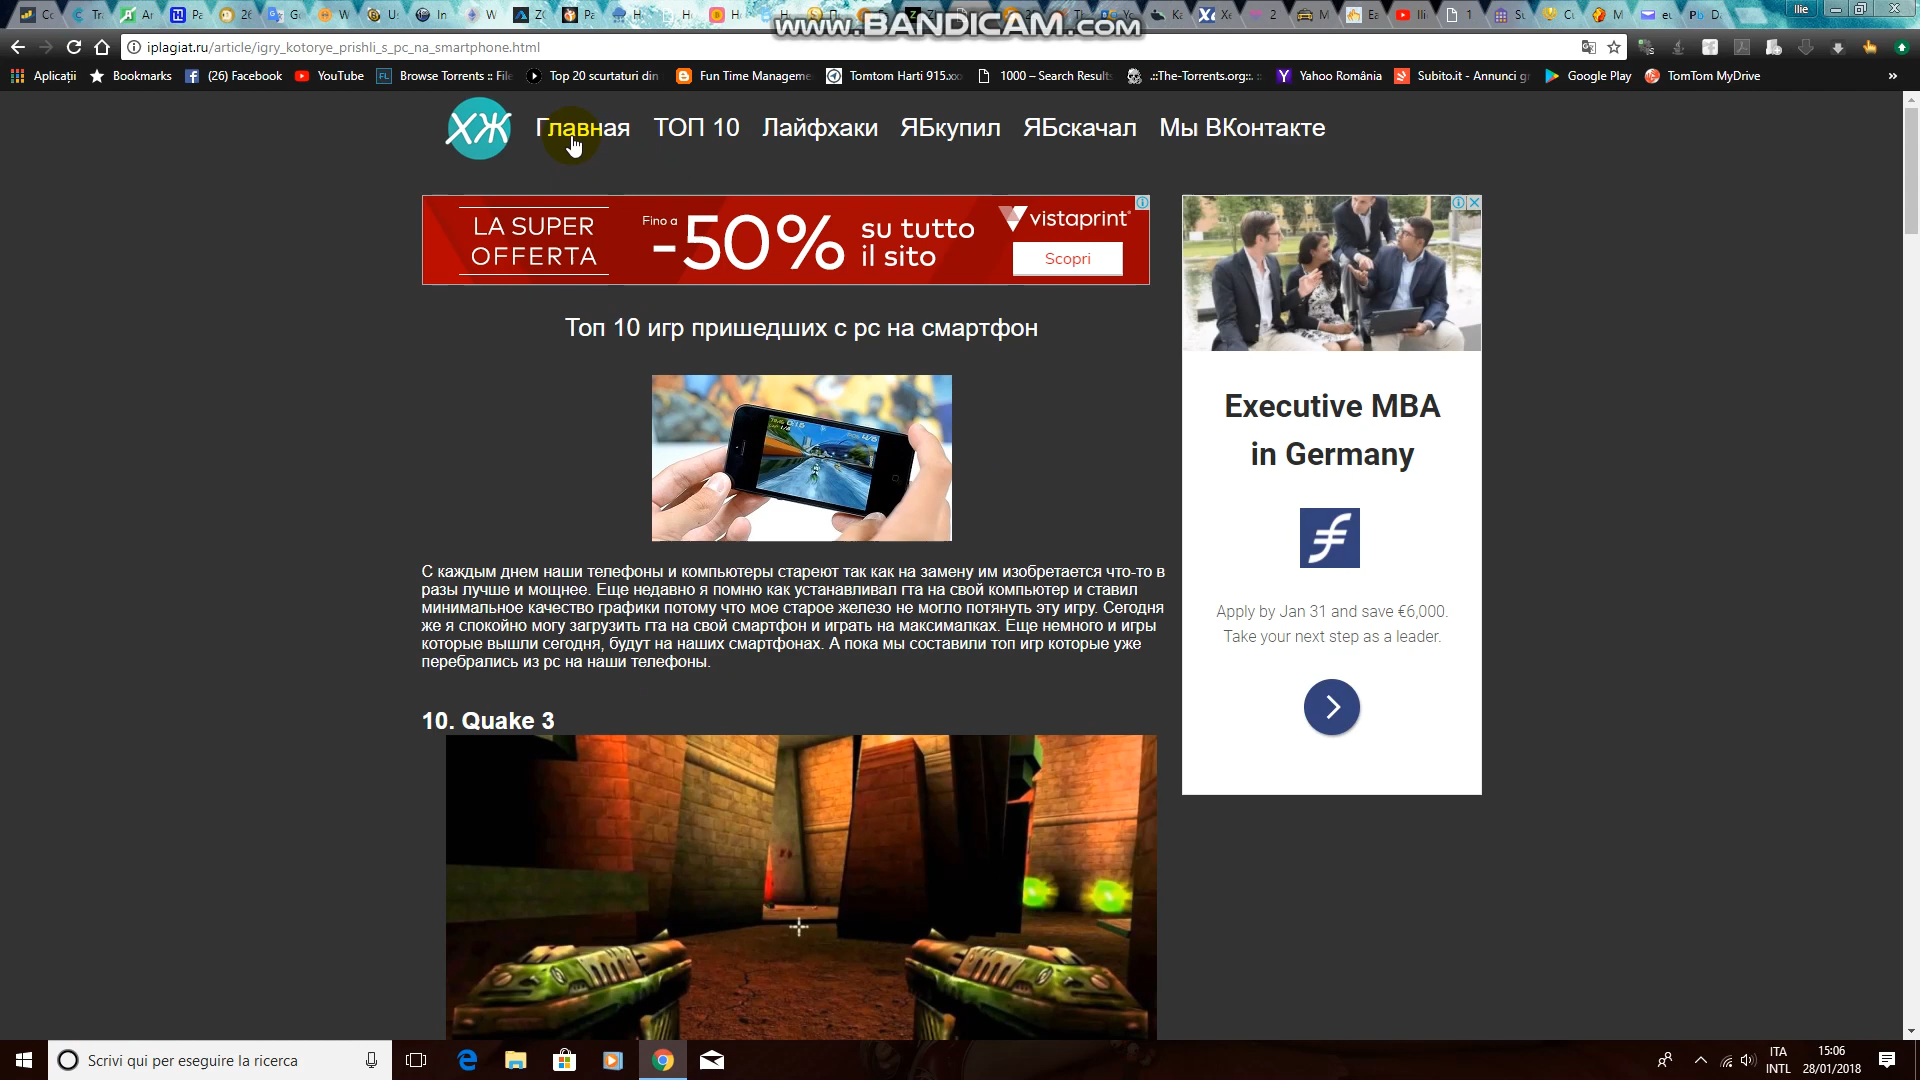 www.BANDICAM.com
Ilie
iplagiat.ru/article/igry_kotorye_prishli_s_pc_na_smartphone.html
Aplicații
Bookmarks
(26) Facebook
YouTube
Browse Torrents :: File
Top 20 scurtaturi din
Fun Time Manageme
Tomtom Harti 915.xx
1000 – Search Results
.::The-Torrents.org::. :
Yahoo România
Subito.it - Annunci gr
Google Play
TomTom MyDrive
ХЖ
Главная
ТОП 10
Лайфхаки
ЯБкупил
ЯБскачал
Мы ВКонтакте
LA SUPER
OFFERTA
Fino a
-50%
su tutto
il sito
vistaprint
Scopri
Топ 10 игр пришедших с pc на смартфон
С каждым днем наши телефоны и компьютеры стареют так как на замену им изобретается что-то в
разы лучше и мощнее. Еще недавно я помню как устанавливал гта на свой компьютер и ставил
минимальное качество графики потому что мое старое железо не могло потянуть эту игру. Сегодня
же я спокойно могу загрузить гта на свой смартфон и играть на максималках. Еще немного и игры
которые вышли сегодня, будут на наших смартфонах. А пока мы составили топ игр которые уже
перебрались из pc на наши телефоны.
10. Quake 3
Executive MBA
in Germany
Apply by Jan 31 and save €6,000.
Take your next step as a leader.
Scrivi qui per eseguire la ricerca
ITA
INTL
15:06
28/01/2018